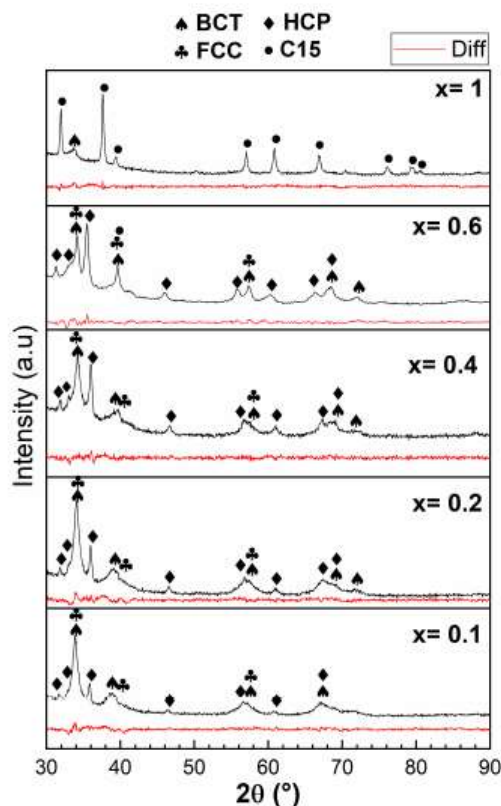 ♠ BCT ♦ HCP
♣ FCC ● C15
Diff
x= 1
x= 0.6
x= 0.4
x= 0.2
x= 0.1
Intensity (a.u)
30 40 50 60 70 80 90
2θ (°)